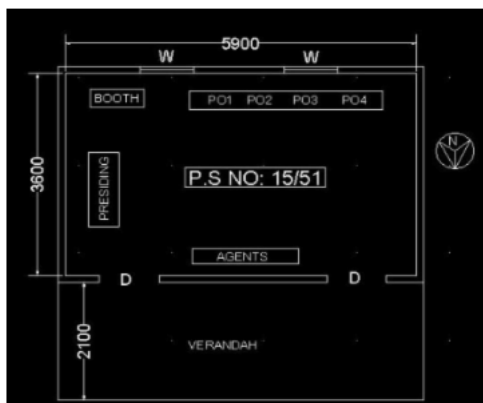 5900
W W
BOOTH PO1 PO2 PO3 PO4
N
3600
PRESIDING
P.S NO: 15/51
AGENTS
D D
2100
VERANDAH